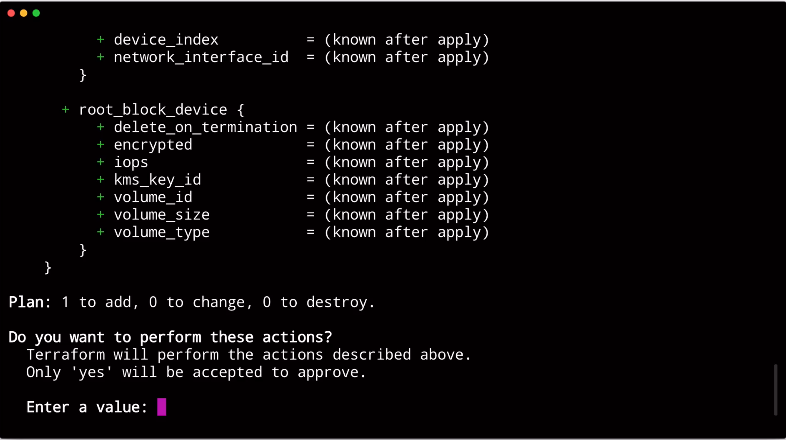 + device_index          = (known after apply)
+ network_interface_id  = (known after apply)
}
+ root_block_device {
+ delete_on_termination = (known after apply)
+ encrypted             = (known after apply)
+ iops                  = (known after apply)
+ kms_key_id            = (known after apply)
+ volume_id             = (known after apply)
+ volume_size           = (known after apply)
+ volume_type           = (known after apply)
}
}
Plan: 1 to add, 0 to change, 0 to destroy.
Do you want to perform these actions?
Terraform will perform the actions described above.
Only 'yes' will be accepted to approve.
Enter a value: